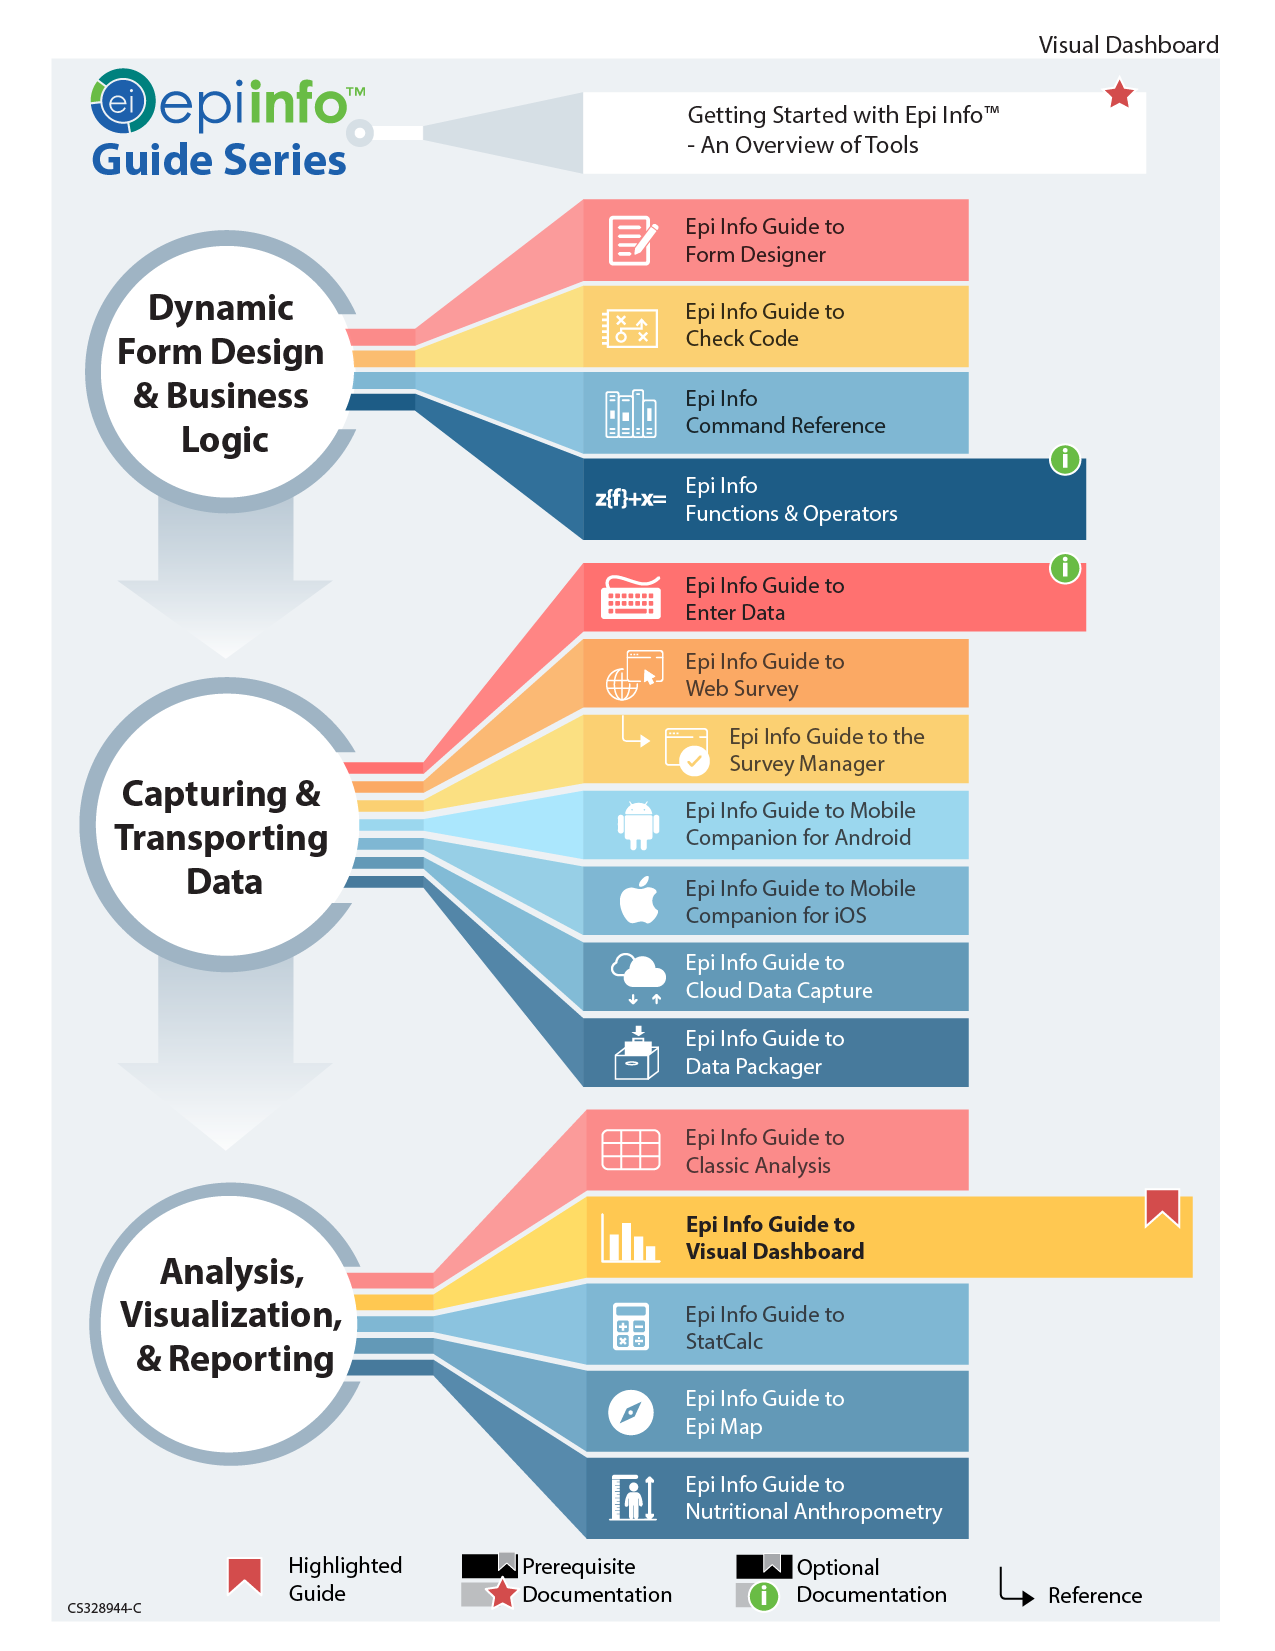 Visual Dashboard
ei epiinfo™
Guide Series
Getting Started with Epi Info™
- An Overview of Tools
Dynamic
Form Design
& Business
Logic
Epi Info Guide to
Form Designer
Epi Info Guide to
Check Code
Epi Info
Command Reference
z{f}+x=
Epi Info
Functions & Operators
i
Capturing &
Transporting
Data
Epi Info Guide to
Enter Data
i
Epi Info Guide to
Web Survey
Epi Info Guide to the
Survey Manager
Epi Info Guide to Mobile
Companion for Android
Epi Info Guide to Mobile
Companion for iOS
Epi Info Guide to
Cloud Data Capture
Epi Info Guide to
Data Packager
Analysis,
Visualization,
& Reporting
Epi Info Guide to
Classic Analysis
Epi Info Guide to
Visual Dashboard
Epi Info Guide to
StatCalc
Epi Info Guide to
Epi Map
Epi Info Guide to
Nutritional Anthropometry
Highlighted
Guide
Prerequisite
Documentation
Optional
i Documentation
Reference
CS328944-C